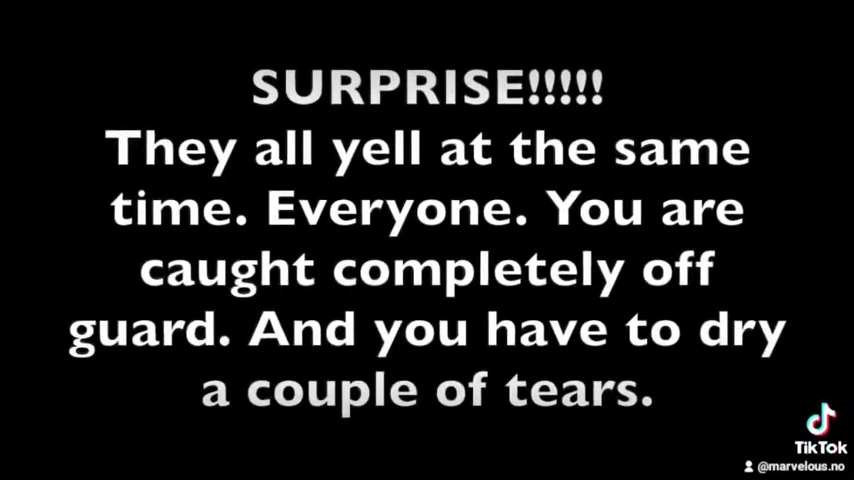 SURPRISE!!!!!
They all yell at the same
time. Everyone. You are
caught completely off
guard. And you have to dry
a couple of tears.
TikTok
@marvelous.no